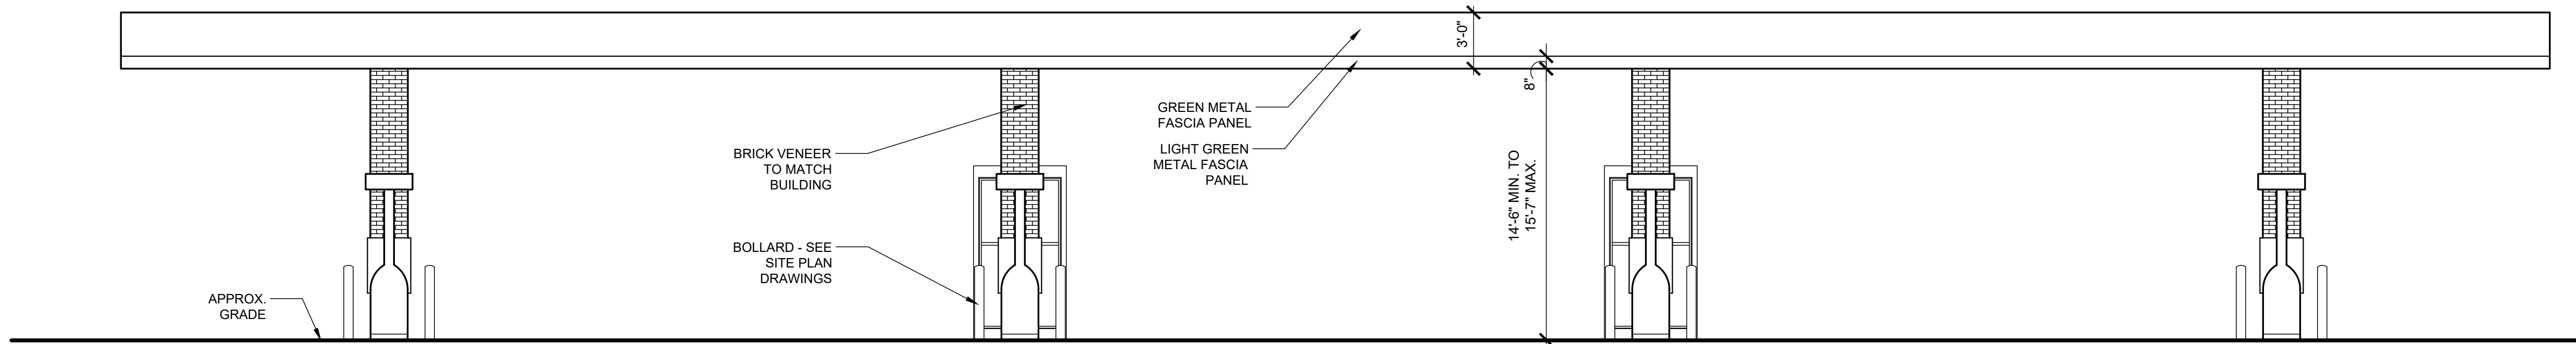 3'-0"
8"
GREEN METAL
FASCIA PANEL
LIGHT GREEN
METAL FASCIA
PANEL
BRICK VENEER
TO MATCH
BUILDING
14'-6" MIN. TO
15'-7" MAX.
BOLLARD - SEE
SITE PLAN
DRAWINGS
APPROX.
GRADE